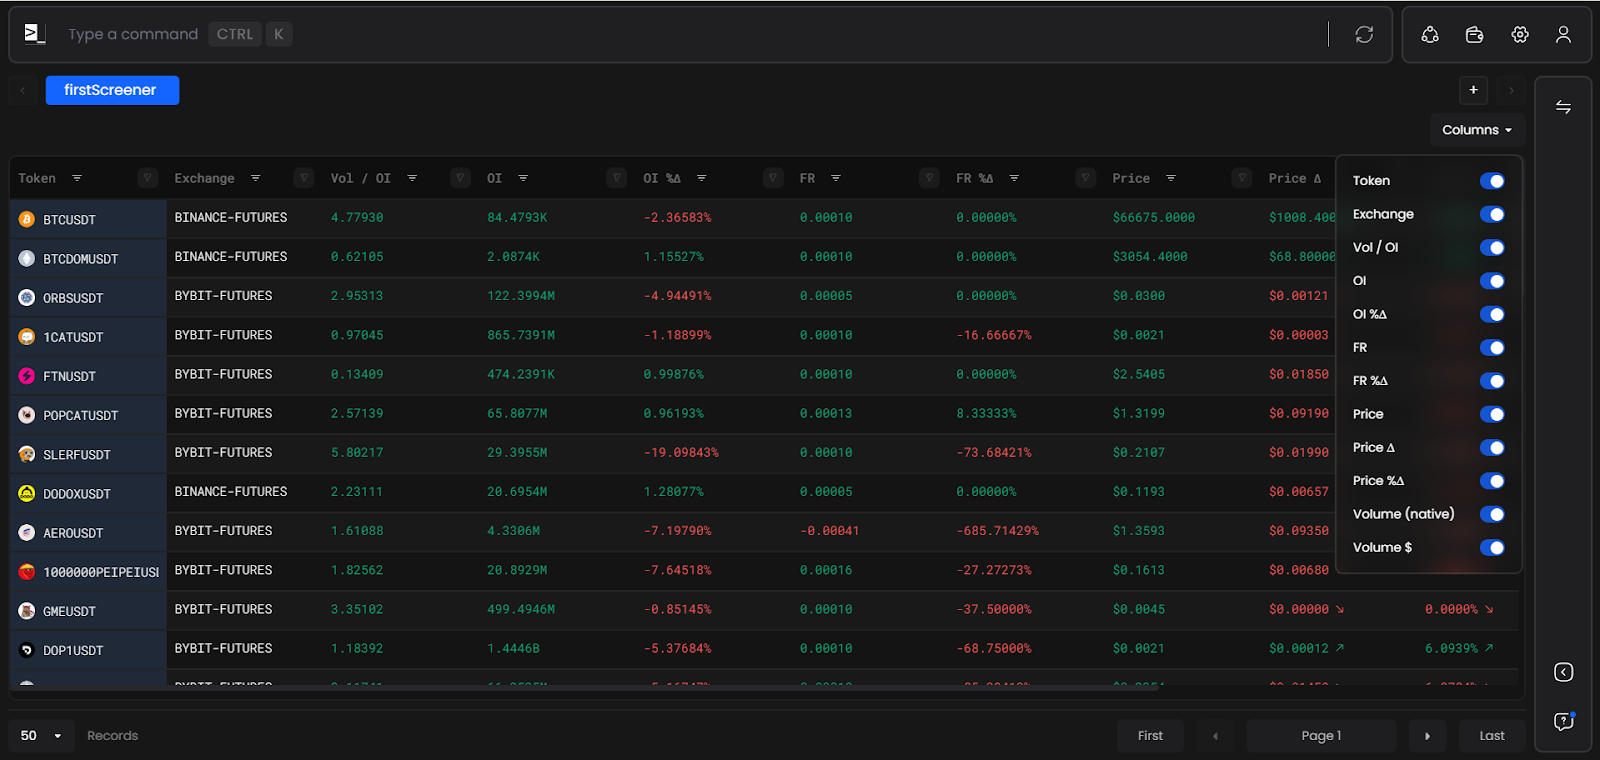 Type a command CTRL K
firstScreener
+
Columns
Token Exchange Vol / OI OI OI %Δ FR FR %Δ Price Price Δ
BTCUSDT BINANCE-FUTURES 4.77930 84.4793K -2.36583% 0.00010 0.00000% $66675.0000 $1008.400
BTCDOMUSDT BINANCE-FUTURES 0.62105 2.0874K 1.15527% 0.00010 0.00000% $3054.4000 $68.80000
ORBSUSDT BYBIT-FUTURES 2.95313 122.3994M -4.94491% 0.00005 0.00000% $0.0300 $0.00121
1CATUSDT BYBIT-FUTURES 0.97045 865.7391M -1.18899% 0.00010 -16.66667% $0.0021 $0.00003
FTNUSDT BYBIT-FUTURES 0.13409 474.2391K 0.99876% 0.00010 0.00000% $2.5405 $0.01850
POPCATUSDT BYBIT-FUTURES 2.57139 65.8077M 0.96193% 0.00013 8.33333% $1.3199 $0.09190
SLERFUSDT BYBIT-FUTURES 5.80217 29.3955M -19.09843% 0.00010 -73.68421% $0.2107 $0.01990
DODOXUSDT BINANCE-FUTURES 2.23111 20.6954M 1.28077% 0.00005 0.00000% $0.1193 $0.00657
AEROUSDT BYBIT-FUTURES 1.61088 4.3306M -7.19790% -0.00041 -685.71429% $1.3593 $0.09350
1000000PEIPEIUSI BYBIT-FUTURES 1.82562 20.8929M -7.64518% 0.00016 -27.27273% $0.1613 $0.00680
GMEUSDT BYBIT-FUTURES 3.35102 499.4946M -0.85145% 0.00010 -37.50000% $0.0045 $0.00000 ↘ 0.0000% ↘
DOP1USDT BYBIT-FUTURES 1.18392 1.4446B -5.37684% 0.00010 -68.75000% $0.0021 $0.00012 ↗ 6.0939% ↗
Token
Exchange
Vol / OI
OI
OI %Δ
FR
FR %Δ
Price
Price Δ
Price %Δ
Volume (native)
Volume $
50 Records First Page 1 Last